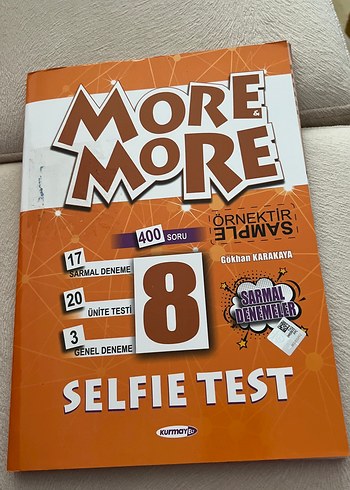 MORE
&
MORE
ÖRNEKTİR
SAMPLE
400 SORU
Gökhan KARAKAYA
17
SARMAL DENEME
20
ÜNİTE TESTİ
3
GENEL DENEME
8
SARMAL
DENEMELER
SELFIE TEST
kurmay